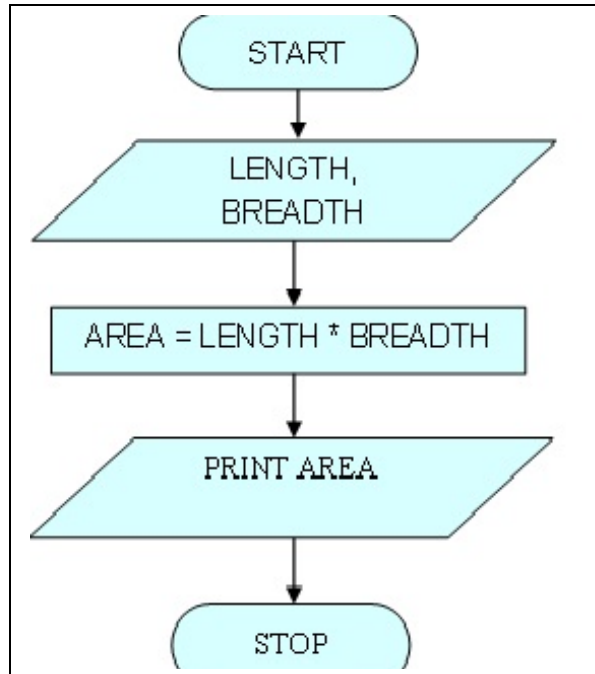 START
LENGTH,
BREADTH
AREA = LENGTH * BREADTH
PRINT AREA
STOP